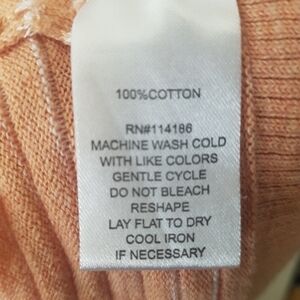 100%COTTON
RN#114186
MACHINE WASH COLD
WITH LIKE COLORS
GENTLE CYCLE
DO NOT BLEACH
RESHAPE
LAY FLAT TO DRY
COOL IRON
IF NECESSARY